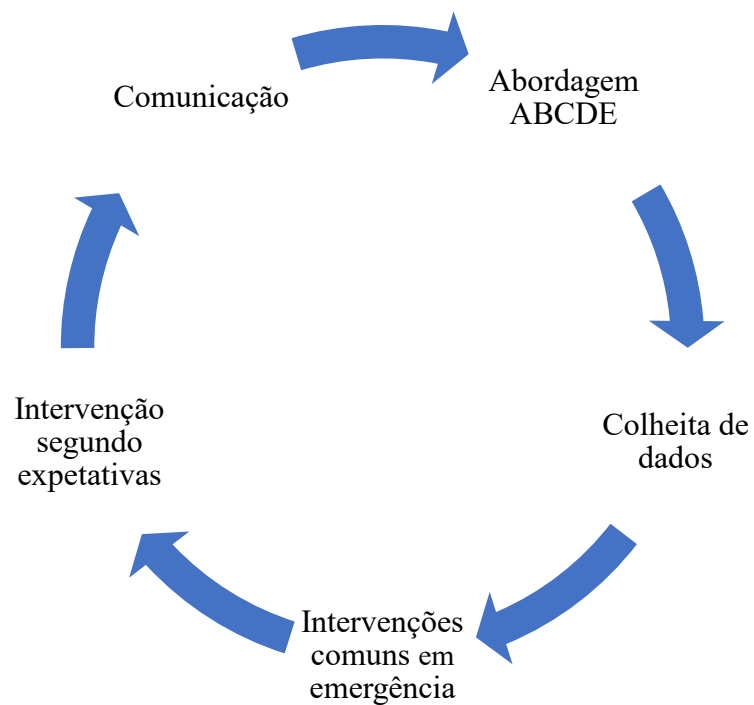 Comunicação
Abordagem
ABCDE
Colheita de
dados
Intervenções
comuns em
emergência
Intervenção
segundo
expetativas